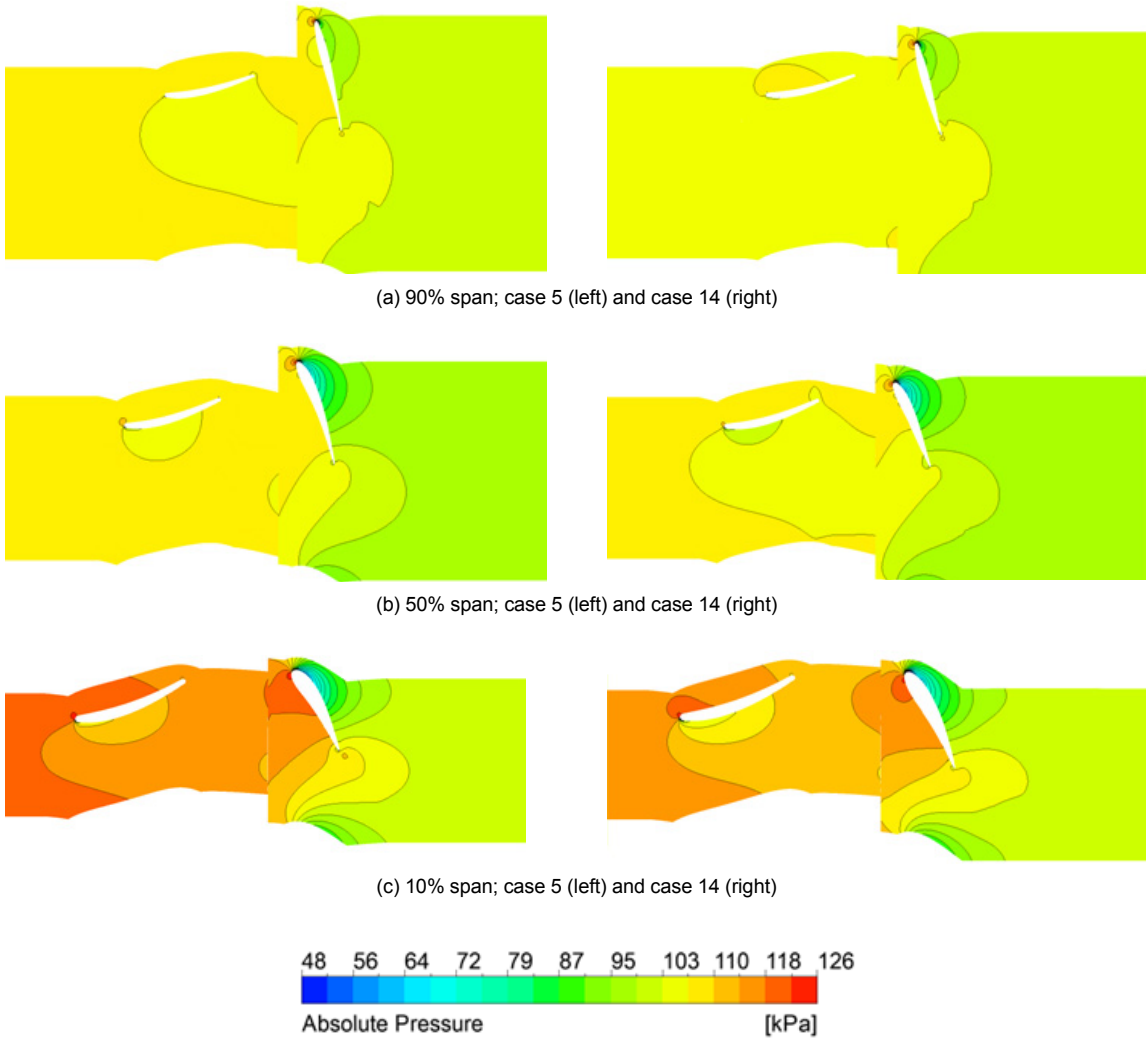 (a) 90% span; case 5 (left) and case 14 (right)
(b) 50% span; case 5 (left) and case 14 (right)
(c) 10% span; case 5 (left) and case 14 (right)
48 56 64 72 79 87 95 103 110 118 126
Absolute Pressure [kPa]